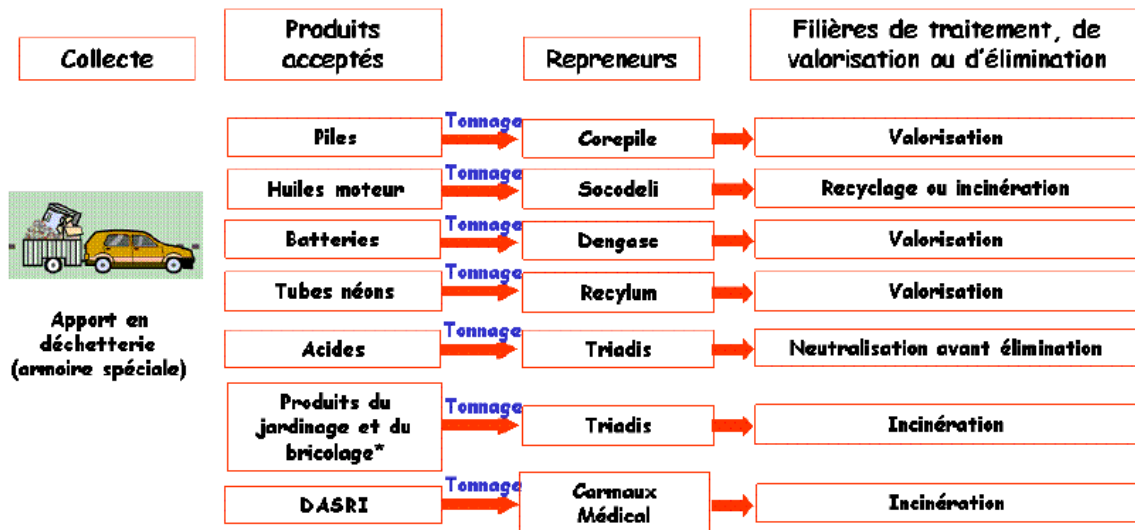 Collecte
Produits
acceptés
Repreneurs
Filières de traitement, de
valorisation ou d'élimination
Piles
Tonnage
Corepile
Valorisation
Huiles moteur
Tonnage
Socodeli
Recyclage ou incinération
Batteries
Tonnage
Dengasc
Valorisation
Tubes néons
Tonnage
Recylum
Valorisation
Apport en
déchetterie
(armoire spéciale)
Acides
Tonnage
Triadis
Neutralisation avant élimination
Produits du
jardinage et du
bricolage*
Tonnage
Triadis
Incinération
DASRI
Tonnage
Carmaux
Médical
Incinération